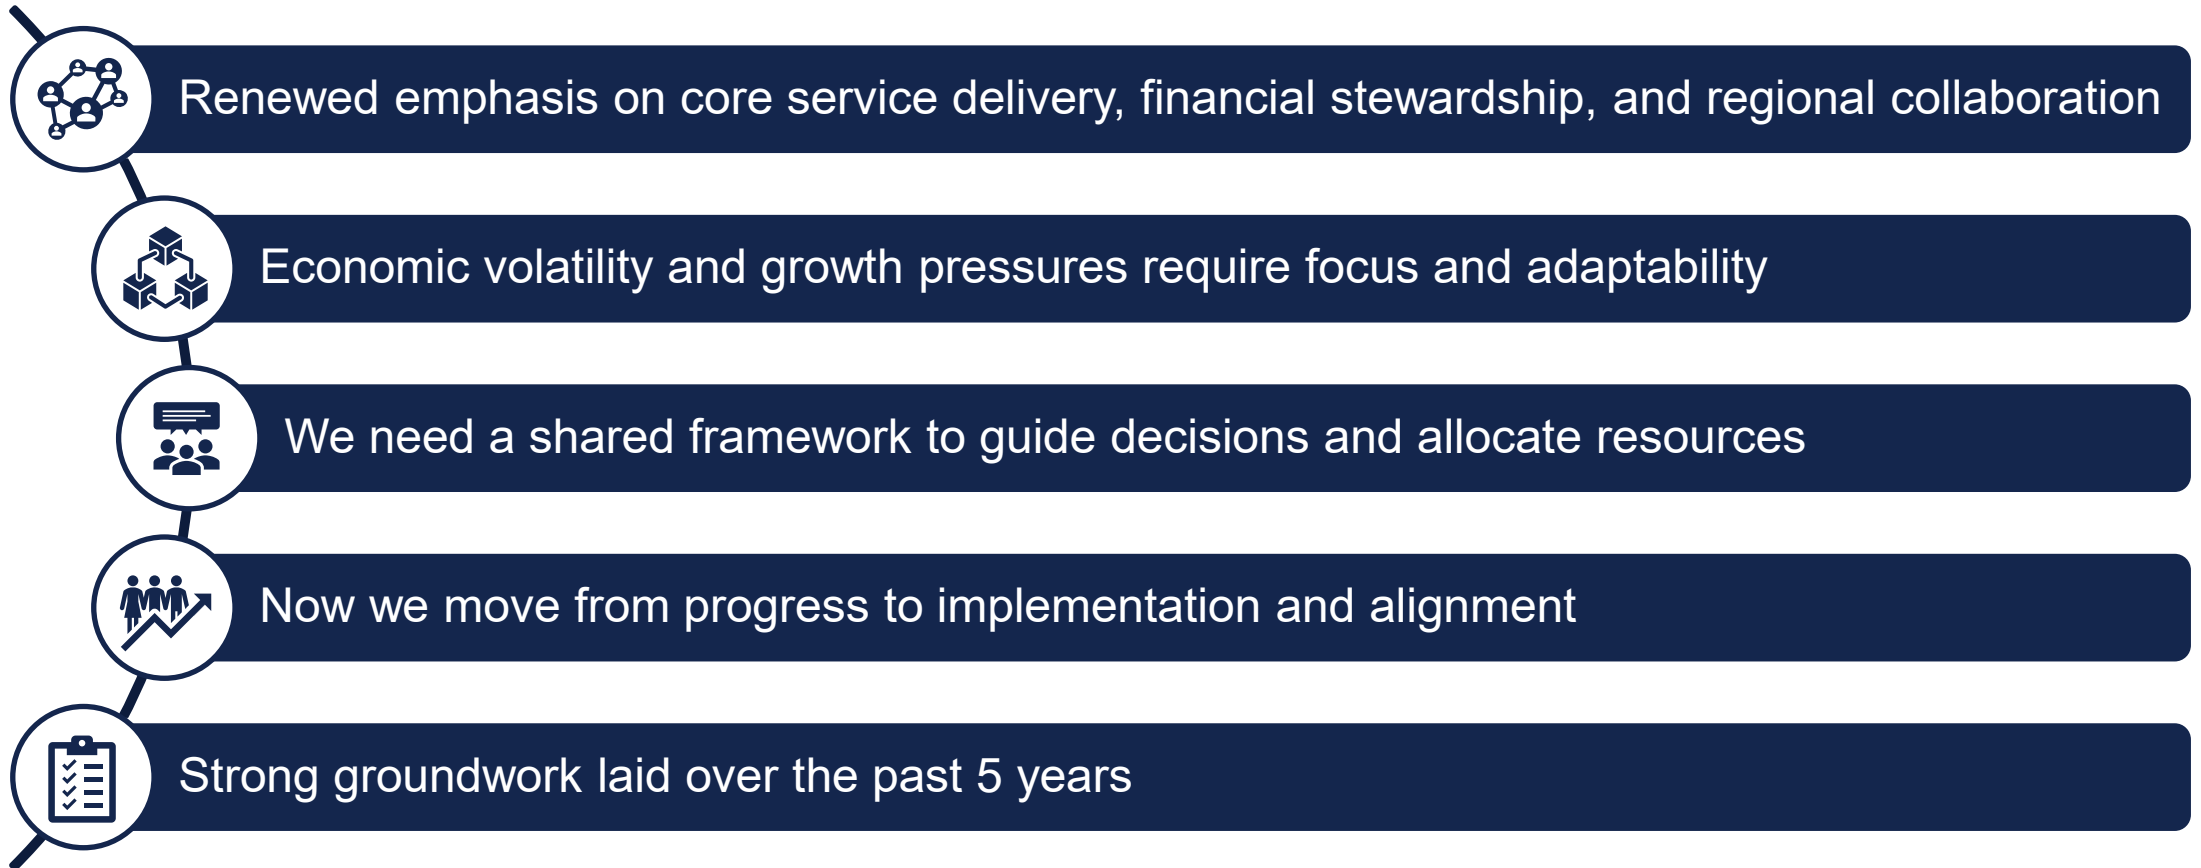 Renewed emphasis on core service delivery, financial stewardship, and regional collaboration
Economic volatility and growth pressures require focus and adaptability
We need a shared framework to guide decisions and allocate resources
Now we move from progress to implementation and alignment
Strong groundwork laid over the past 5 years